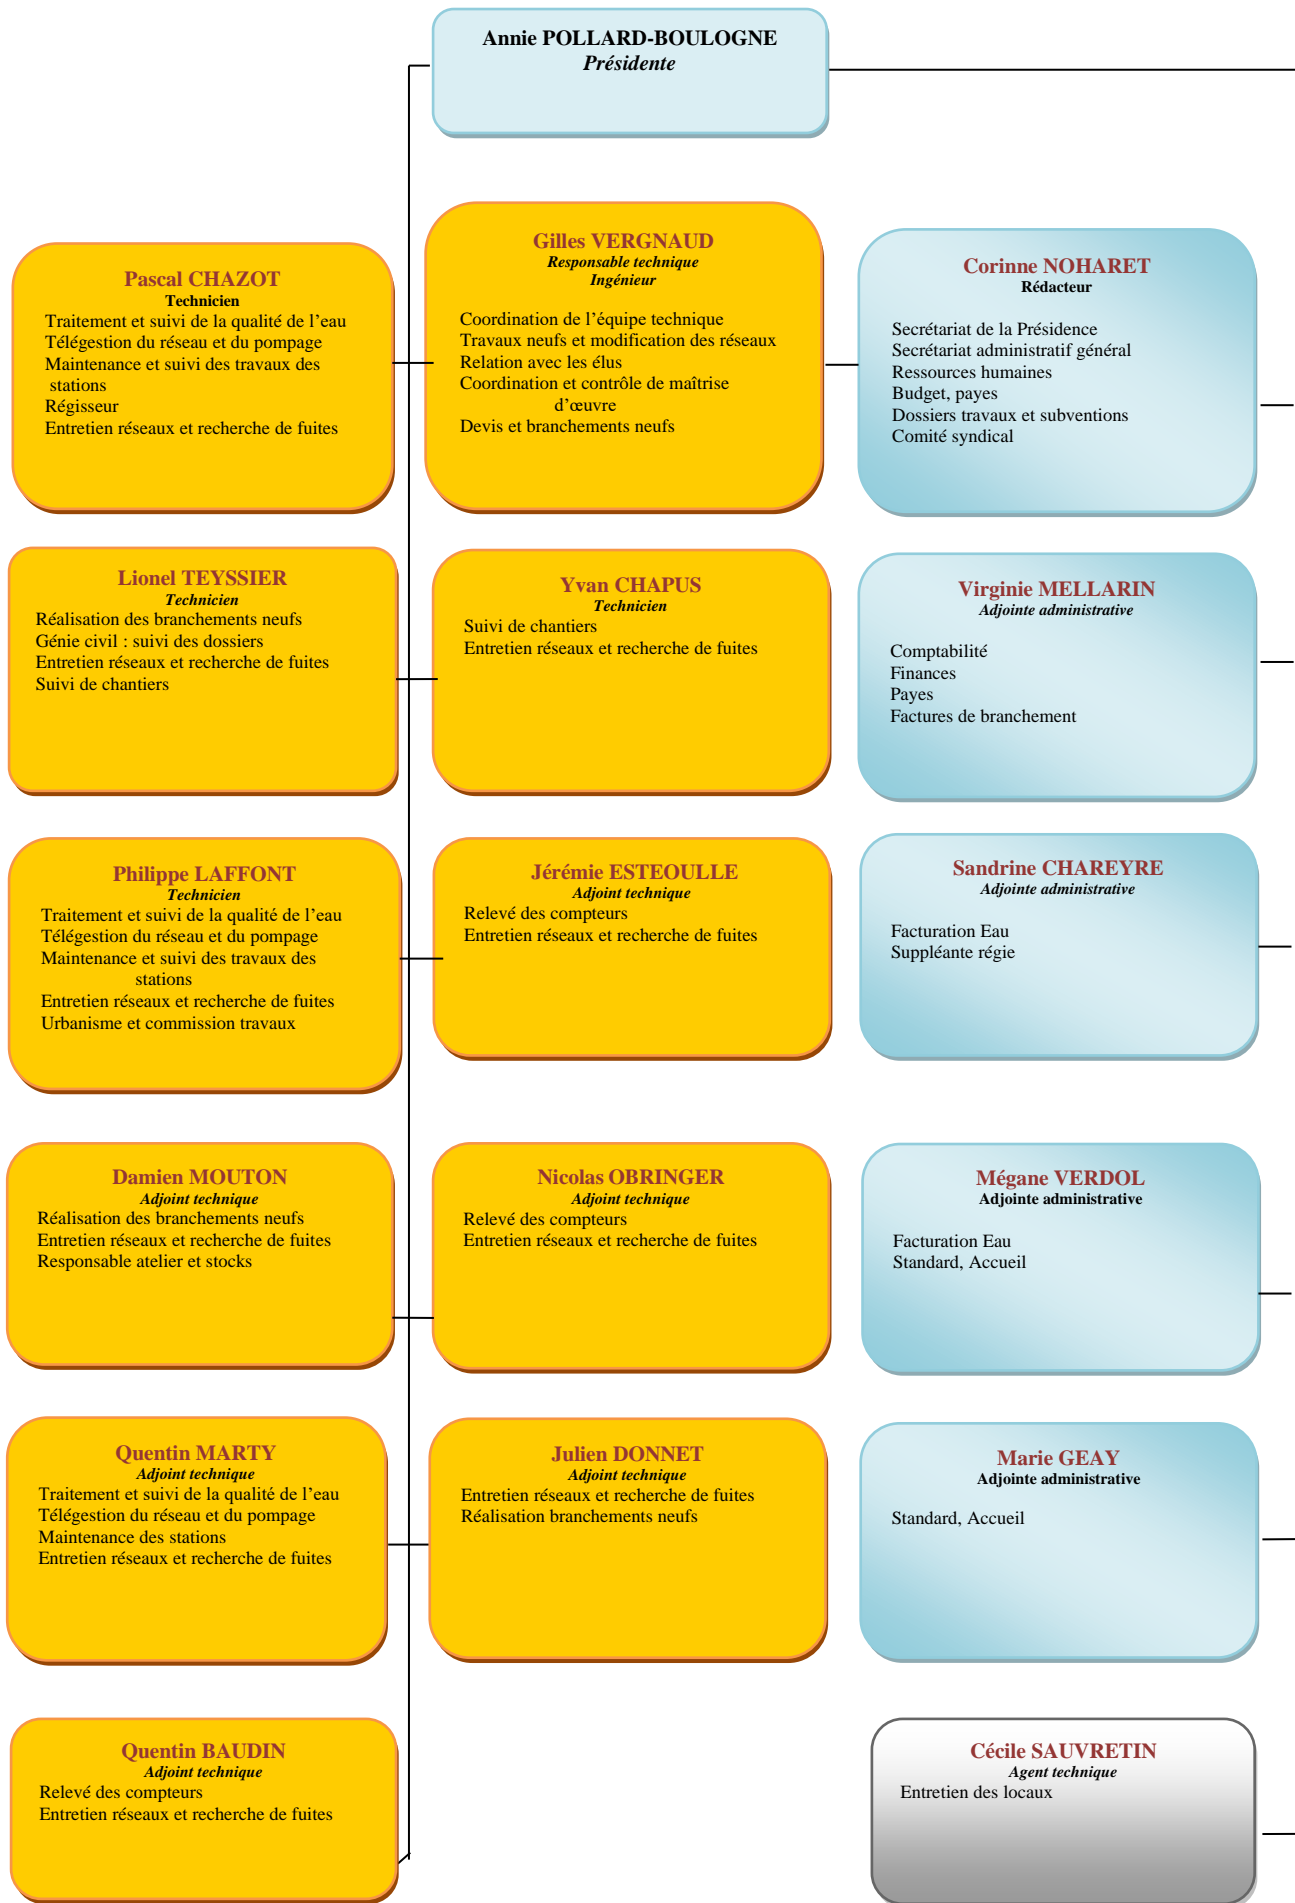 Annie POLLARD-BOULOGNE
Présidente
Pascal CHAZOT
Technicien
Traitement et suivi de la qualité de l’eau
Télégestion du réseau et du pompage
Maintenance et suivi des travaux des
stations
Régisseur
Entretien réseaux et recherche de fuites
Gilles VERGNAUD
Responsable technique
Ingénieur
Coordination de l’équipe technique
Travaux neufs et modification des réseaux
Relation avec les élus
Coordination et contrôle de maîtrise
d’œuvre
Devis et branchements neufs
Corinne NOHARET
Rédacteur
Secrétariat de la Présidence
Secrétariat administratif général
Ressources humaines
Budget, payes
Dossiers travaux et subventions
Comité syndical
Lionel TEYSSIER
Technicien
Réalisation des branchements neufs
Génie civil : suivi des dossiers
Entretien réseaux et recherche de fuites
Suivi de chantiers
Yvan CHAPUS
Technicien
Suivi de chantiers
Entretien réseaux et recherche de fuites
Virginie MELLARIN
Adjointe administrative
Comptabilité
Finances
Payes
Factures de branchement
Philippe LAFFONT
Technicien
Traitement et suivi de la qualité de l’eau
Télégestion du réseau et du pompage
Maintenance et suivi des travaux des
stations
Entretien réseaux et recherche de fuites
Urbanisme et commission travaux
Jérémie ESTEOULLE
Adjoint technique
Relevé des compteurs
Entretien réseaux et recherche de fuites
Sandrine CHAREYRE
Adjointe administrative
Facturation Eau
Suppléante régie
Damien MOUTON
Adjoint technique
Réalisation des branchements neufs
Entretien réseaux et recherche de fuites
Responsable atelier et stocks
Nicolas OBRINGER
Adjoint technique
Relevé des compteurs
Entretien réseaux et recherche de fuites
Mégane VERDOL
Adjointe administrative
Facturation Eau
Standard, Accueil
Quentin MARTY
Adjoint technique
Traitement et suivi de la qualité de l’eau
Télégestion du réseau et du pompage
Maintenance des stations
Entretien réseaux et recherche de fuites
Julien DONNET
Adjoint technique
Entretien réseaux et recherche de fuites
Réalisation branchements neufs
Marie GEAY
Adjointe administrative
Standard, Accueil
Quentin BAUDIN
Adjoint technique
Relevé des compteurs
Entretien réseaux et recherche de fuites
Cécile SAUVRETIN
Agent technique
Entretien des locaux